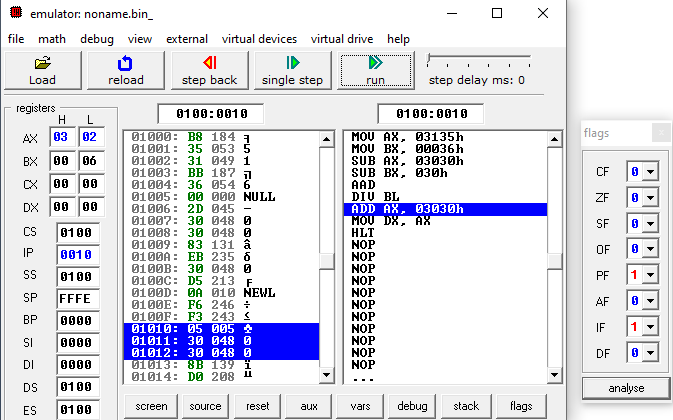 emulator: noname.bin_
file math debug view external virtual devices virtual drive help
Load reload step back single step run step delay ms: 0
registers 0100:0010 0100:0010
H L
AX 03 02
BX 00 06
CX 00 00
DX 00 00
CS 0100
IP 0010
SS 0100
SP FFFE
BP 0000
SI 0000
DI 0000
DS 0100
ES 0100
01000: B8 184 ╕
01001: 35 053 5
01002: 31 049 1
01003: BB 187 ╗
01004: 36 054 6
01005: 00 000 NULL
01006: 2D 045 -
01007: 30 048 0
01008: 30 048 0
01009: 83 131 â
0100A: EB 235 δ
0100B: 30 048 0
0100C: D5 213 ╒
0100D: 0A 010 NEWL
0100E: F6 246 ÷
0100F: F3 243 ≤
01010: 05 005 ♣
01011: 30 048 0
01012: 30 048 0
01013: 8B 139 ï
01014: D0 208 ╨
MOV AX, 03135h
MOV BX, 00036h
SUB AX, 03030h
SUB BX, 030h
AAD
DIV BL
ADD AX, 03030h
MOV DX, AX
HLT
NOP
NOP
NOP
NOP
NOP
NOP
NOP
NOP
NOP
NOP
NOP
...
screen source reset aux vars debug stack flags
flags x
CF 0
ZF 0
SF 0
OF 0
PF 1
AF 0
IF 1
DF 0
analyse